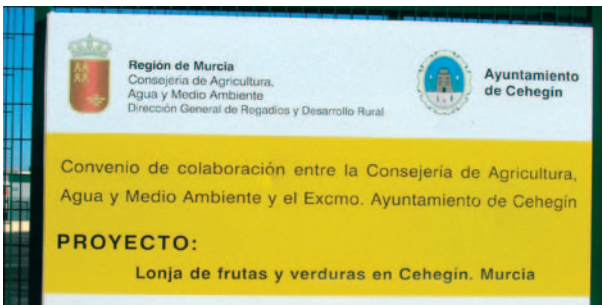 Región de Murcia
Consejería de Agricultura,
Agua y Medio Ambiente
Dirección General de Regadíos y Desarrollo Rural
Ayuntamiento
de Cehegín
Convenio de colaboración entre la Consejería de Agricultura,
Agua y Medio Ambiente y el Excmo. Ayuntamiento de Cehegín
PROYECTO:
Lonja de frutas y verduras en Cehegín. Murcia